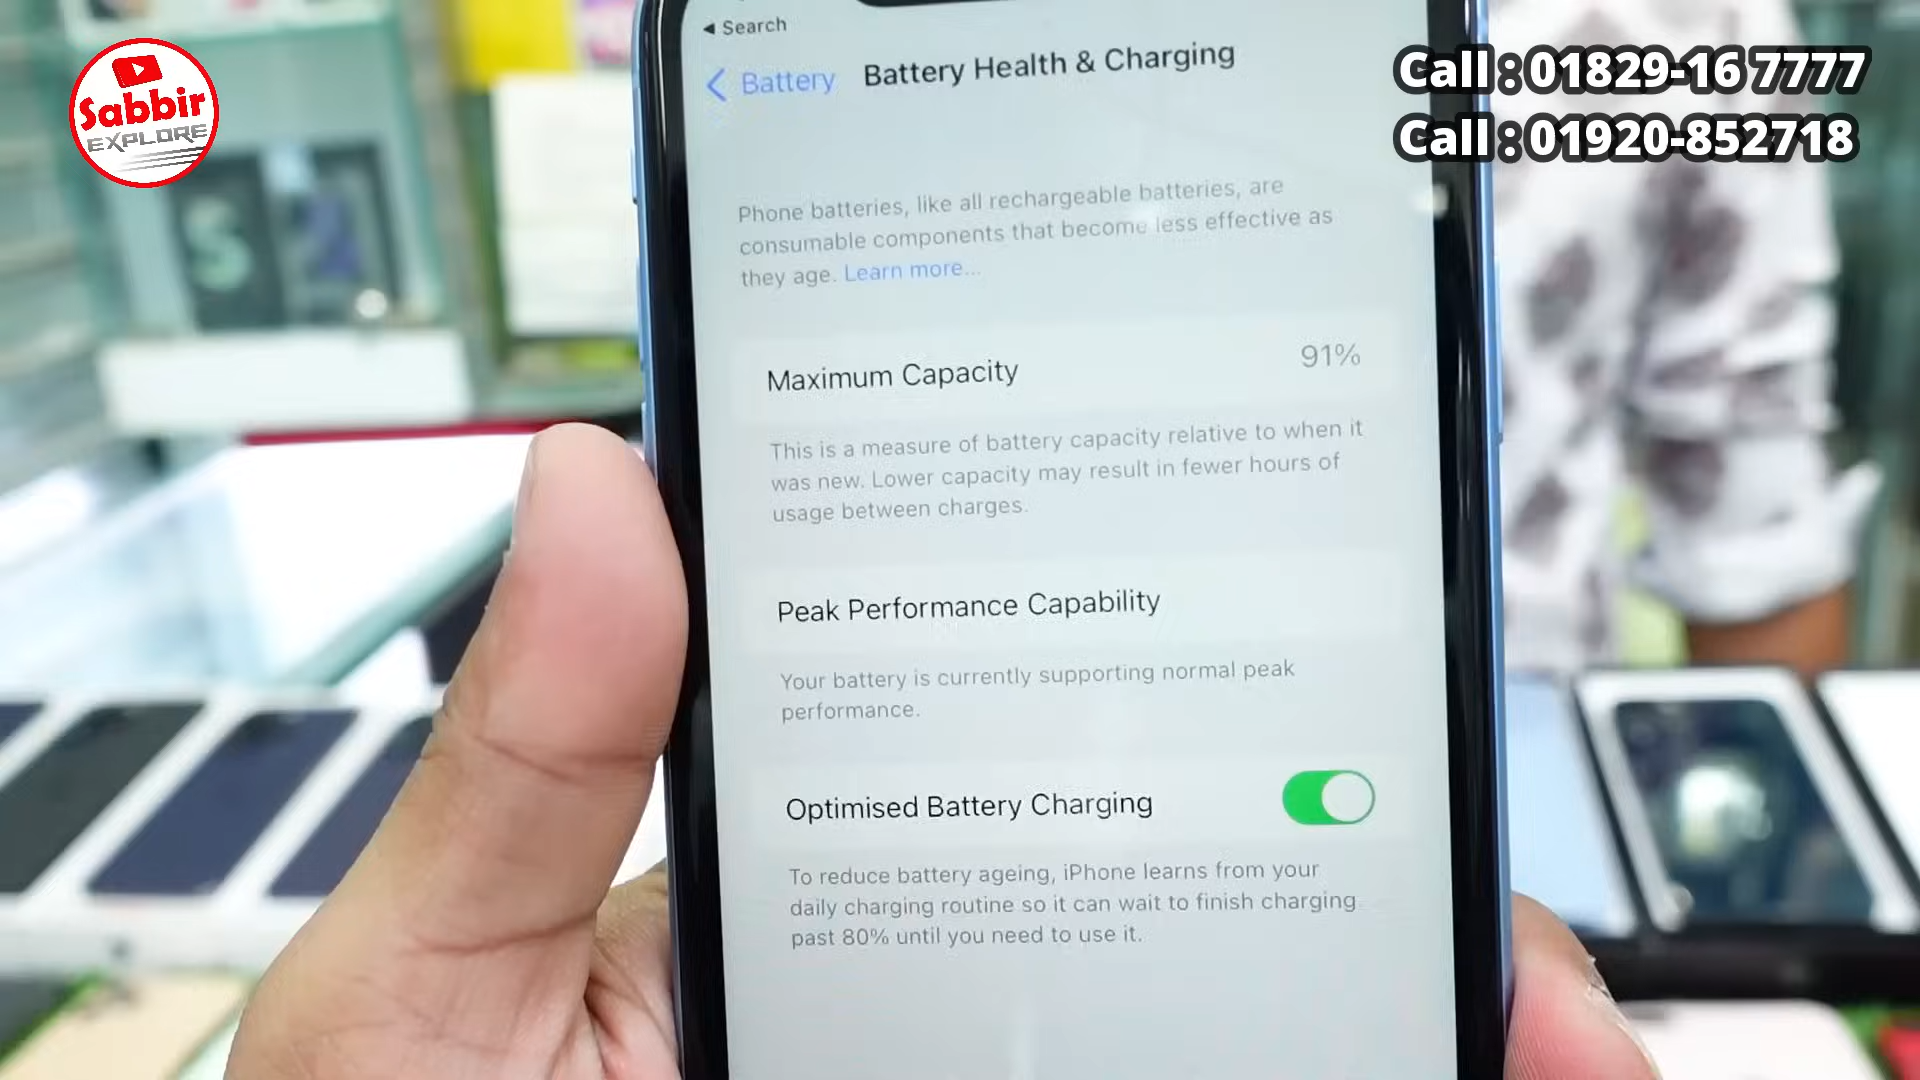 Sabbir
EXPLORE
Call : 01829-16 7777
Call : 01920-852718
◀ Search
Battery
Battery Health & Charging
Phone batteries, like all rechargeable batteries, are
consumable components that become less effective as
they age. Learn more...
Maximum Capacity
91%
This is a measure of battery capacity relative to when it
was new. Lower capacity may result in fewer hours of
usage between charges.
Peak Performance Capability
Your battery is currently supporting normal peak
performance.
Optimised Battery Charging
To reduce battery ageing, iPhone learns from your
daily charging routine so it can wait to finish charging
past 80% until you need to use it.